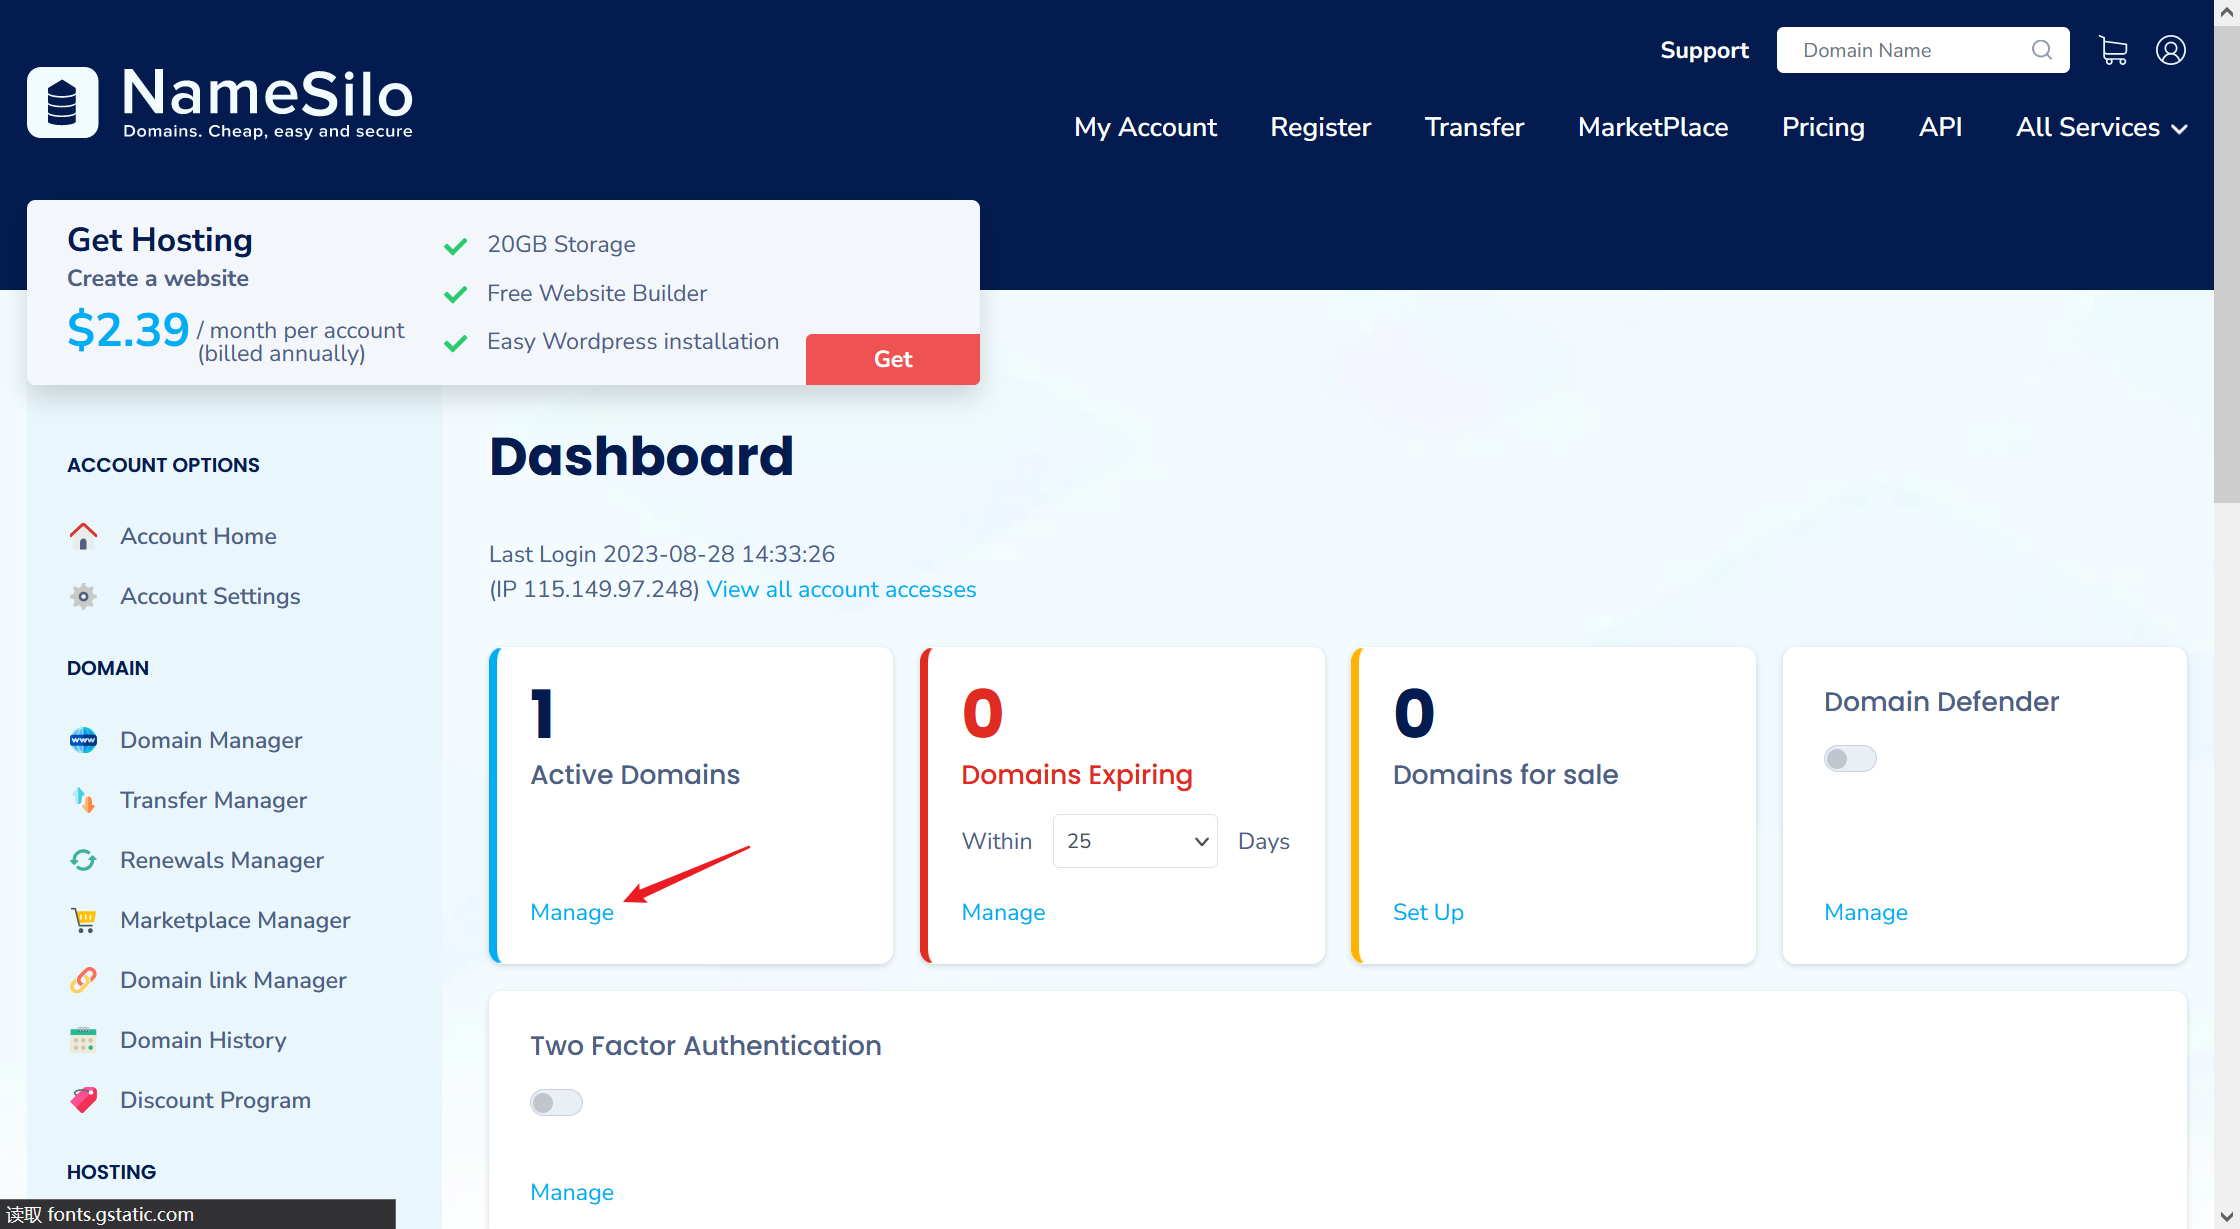 Support
Domain Name
NameSilo
Domains. Cheap, easy and secure
My Account
Register
Transfer
MarketPlace
Pricing
API
All Services
Get Hosting
Create a website
$2.39 / month per account
(billed annually)
20GB Storage
Free Website Builder
Easy Wordpress installation
Get
ACCOUNT OPTIONS
Account Home
Account Settings
DOMAIN
Domain Manager
Transfer Manager
Renewals Manager
Marketplace Manager
Domain link Manager
Domain History
Discount Program
HOSTING
Dashboard
Last Login 2023-08-28 14:33:26
(IP 115.149.97.248) View all account accesses
1
Active Domains
Manage
0
Domains Expiring
Within 25 Days
Manage
0
Domains for sale
Set Up
Domain Defender
Manage
Two Factor Authentication
Manage
读取 fonts.gstatic.com